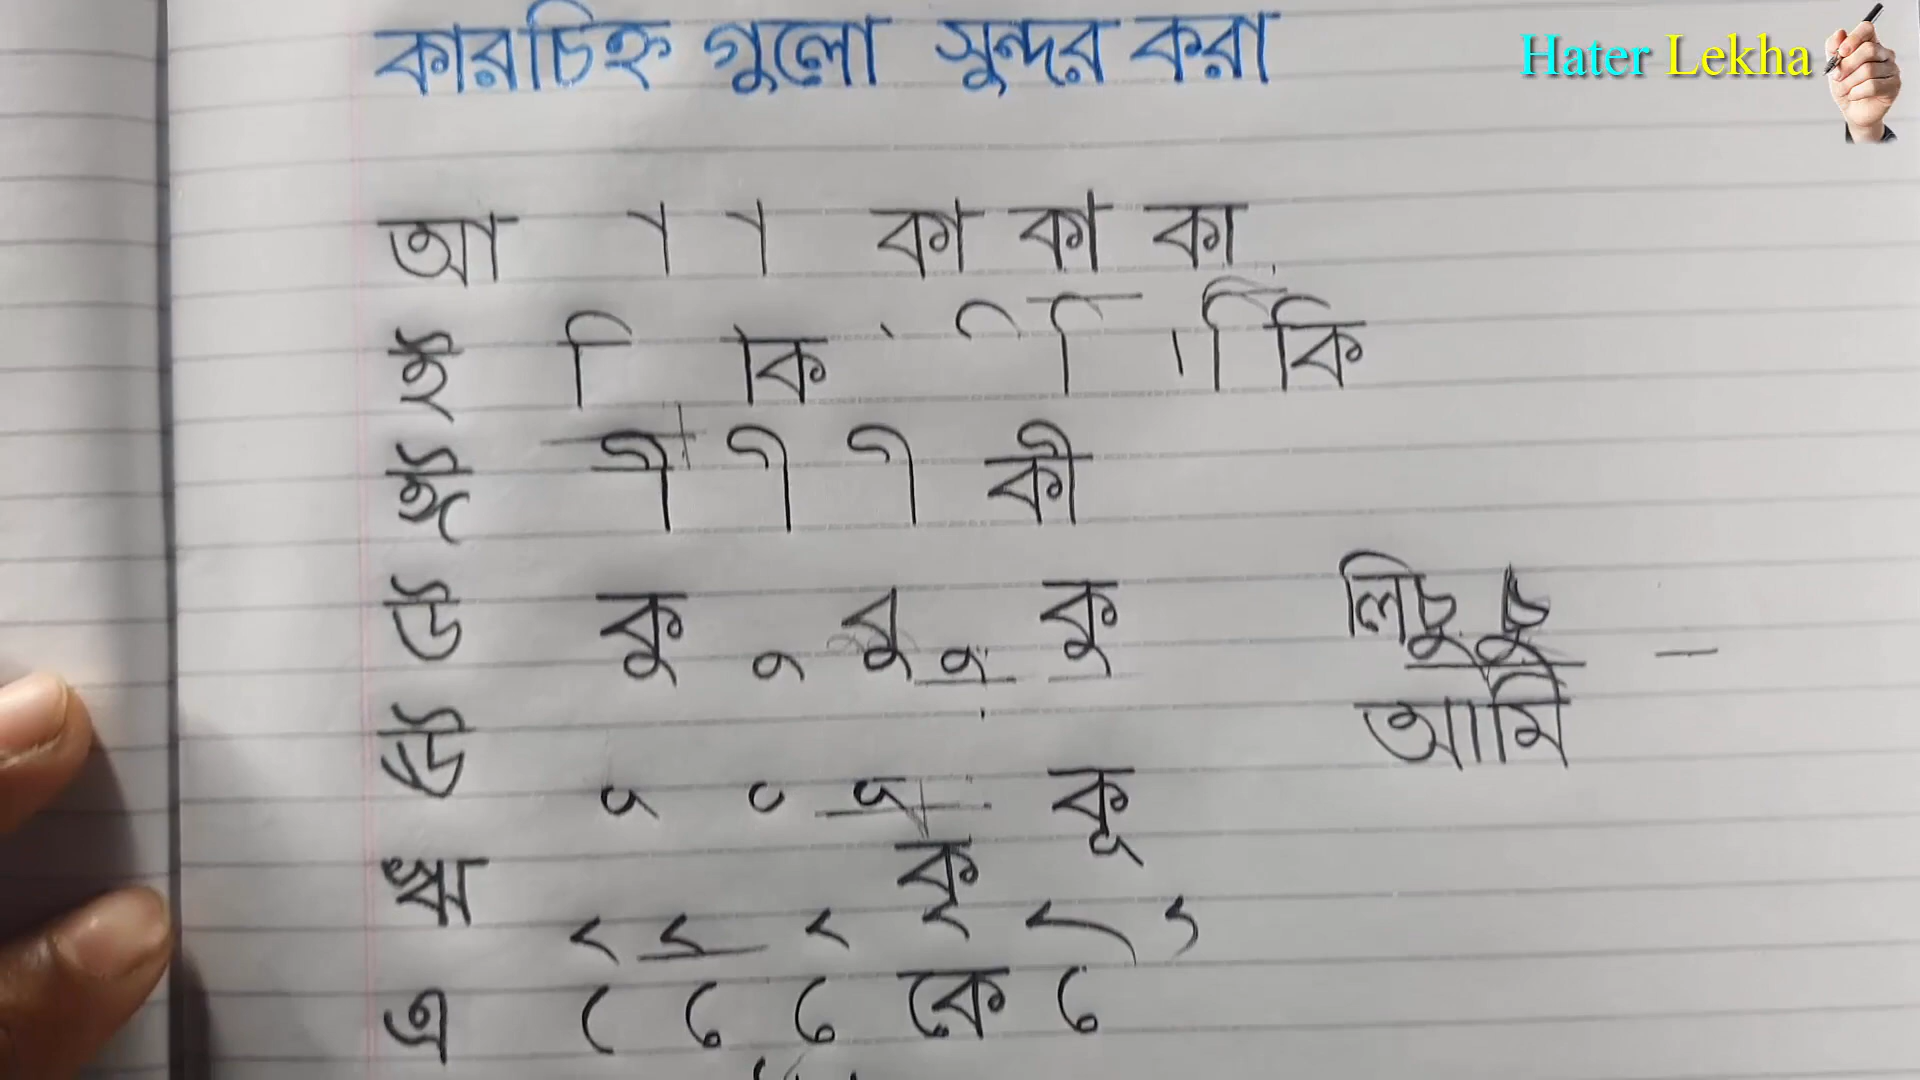 কারচিহ্ন গুলো সুন্দর করা
Hater Lekha
আ া া কা কা কা
ই ি কি ি ি কি
ঈ ী ী ী কী
উ কু ু বু ু কু
লিচু চু
আমি
ঊ ূ ূ কূ
ঋ ৃ ৃ ৃ কৃ
এ ে ে ে কে ে